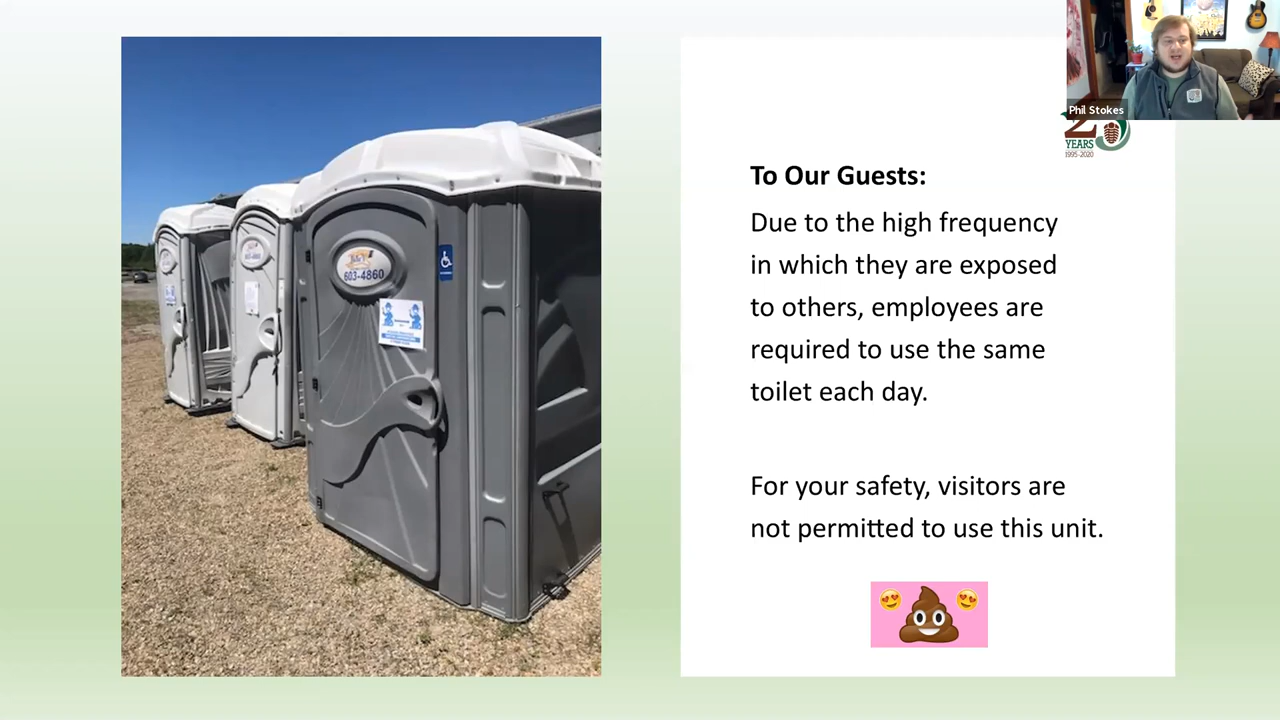 Phil Stokes
YEARS
1995-2020
To Our Guests:
Due to the high frequency
in which they are exposed
to others, employees are
required to use the same
toilet each day.
For your safety, visitors are
not permitted to use this unit.
603-4860